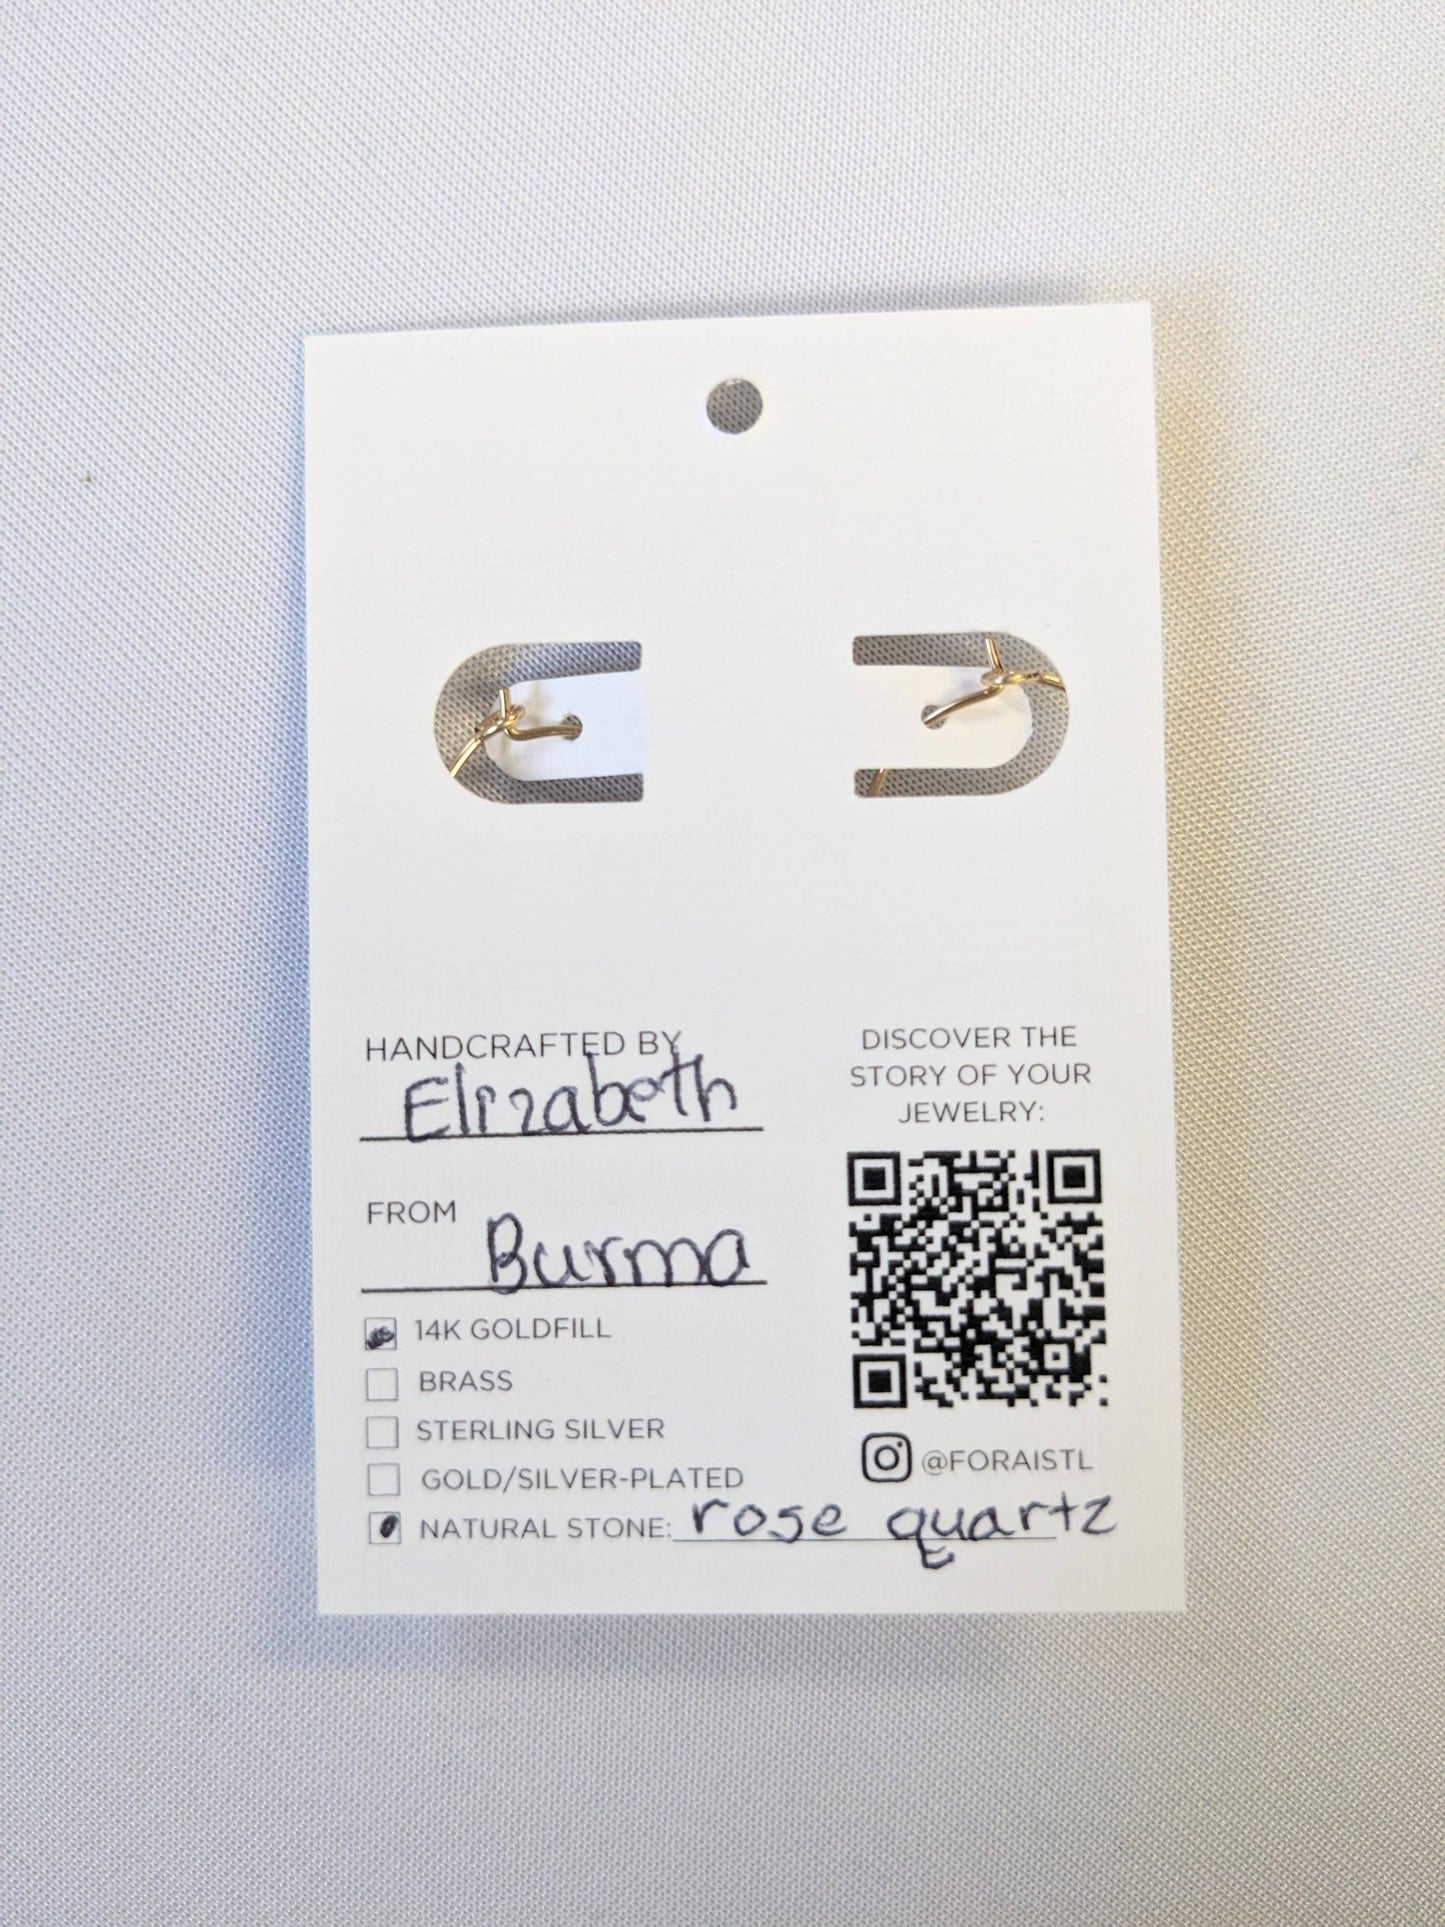 HANDCRAFTED BY
Elizabeth
FROM
Burma
14K GOLDFILL
BRASS
STERLING SILVER
GOLD/SILVER-PLATED
NATURAL STONE: rose quartz
DISCOVER THE
STORY OF YOUR
JEWELRY:
@FORAISTL